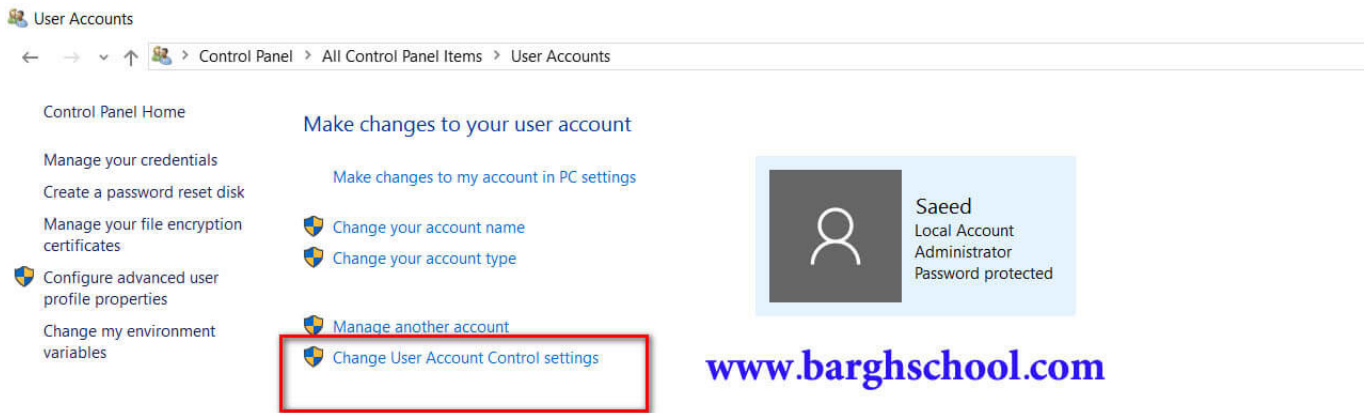 User Accounts
Control Panel > All Control Panel Items > User Accounts
Control Panel Home
Manage your credentials
Create a password reset disk
Manage your file encryption
certificates
Configure advanced user
profile properties
Change my environment
variables
Make changes to your user account
Make changes to my account in PC settings
Change your account name
Change your account type
Manage another account
Change User Account Control settings
Saeed
Local Account
Administrator
Password protected
www.barghschool.com